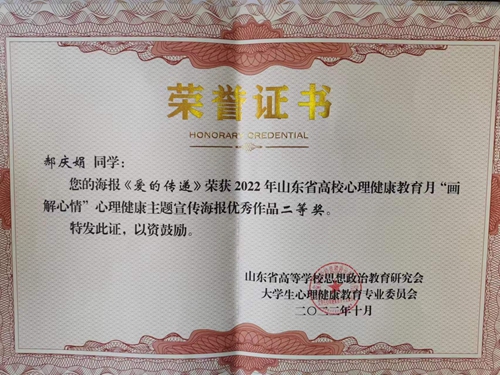 荣誉证书
HONORARY CREDENTIAL
郝庆娟 同学：
您的海报《爱的传递》荣获2022年山东省高校心理健康教育月“画
解心情”心理健康主题宣传海报优秀作品二等奖。
特发此证，以资鼓励。
山东省高等学校思想政治教育研究会
大学生心理健康教育专业委员会
二〇二二年十月